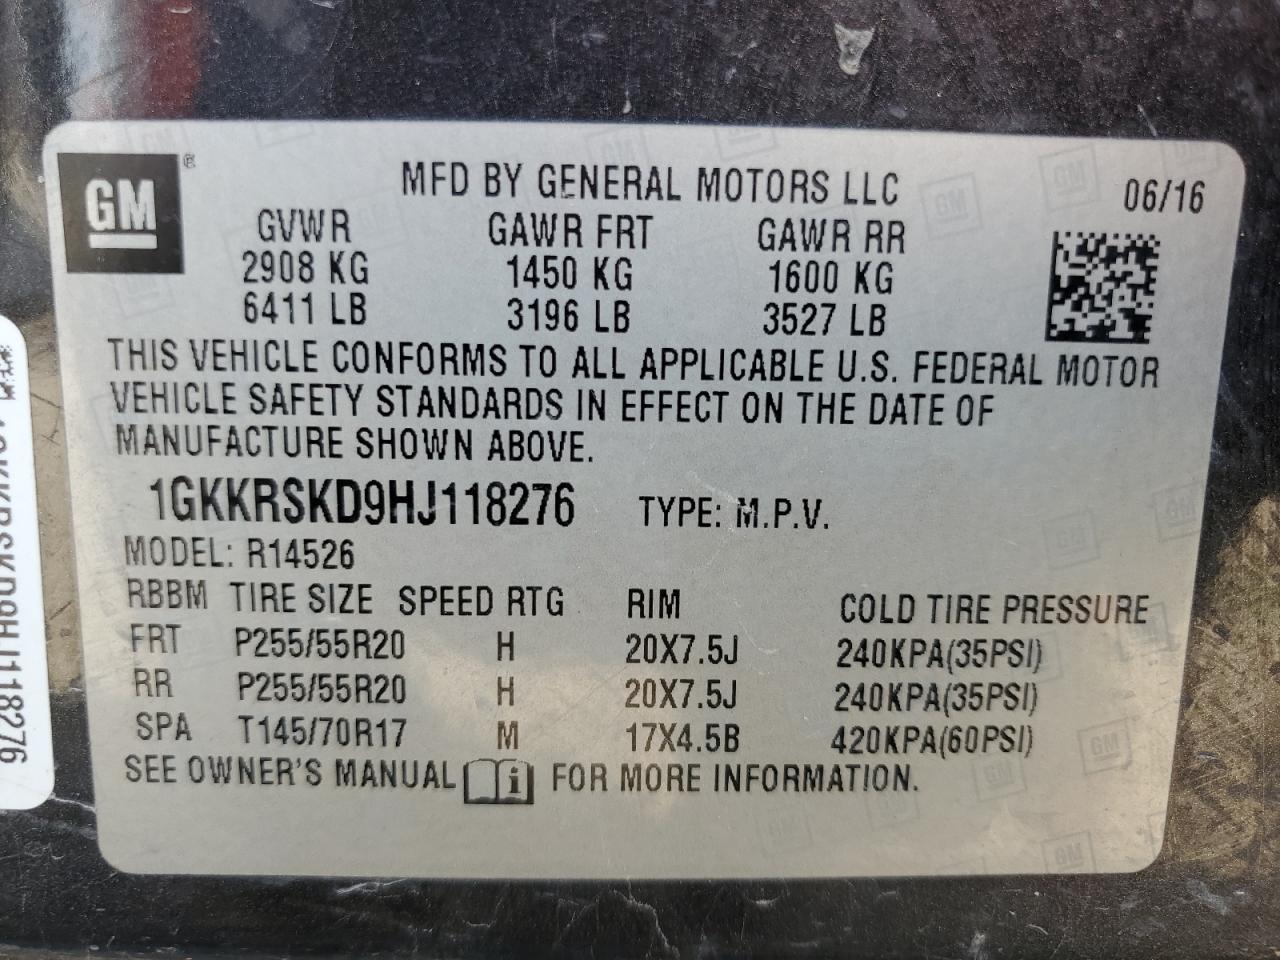 GM ®
MFD BY GENERAL MOTORS LLC 06/16
GVWR GAWR FRT GAWR RR
2908 KG 1450 KG 1600 KG
6411 LB 3196 LB 3527 LB
THIS VEHICLE CONFORMS TO ALL APPLICABLE U.S. FEDERAL MOTOR
VEHICLE SAFETY STANDARDS IN EFFECT ON THE DATE OF
MANUFACTURE SHOWN ABOVE.
1GKKRSKD9HJ118276 TYPE: M.P.V.
MODEL: R14526
RBBM TIRE SIZE SPEED RTG RIM COLD TIRE PRESSURE
FRT P255/55R20 H 20X7.5J 240KPA(35PSI)
RR P255/55R20 H 20X7.5J 240KPA(35PSI)
SPA T145/70R17 M 17X4.5B 420KPA(60PSI)
SEE OWNER'S MANUAL i FOR MORE INFORMATION.
1GKKRSKD9HJ118276